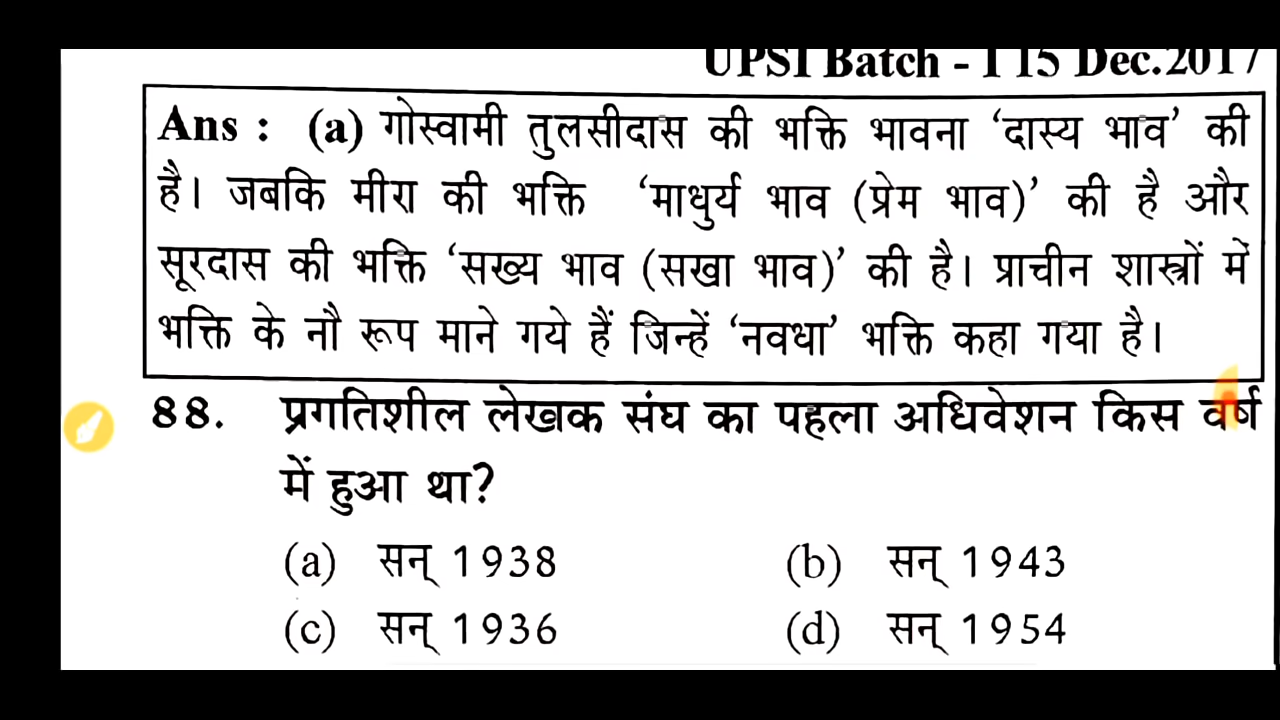 UPSI Batch - I 15 Dec.2017
Ans : (a) गोस्वामी तुलसीदास की भक्ति भावना ‘दास्य भाव’ की
है। जबकि मीरा की भक्ति ‘माधुर्य भाव (प्रेम भाव)’ की है और
सूरदास की भक्ति ‘सख्य भाव (सखा भाव)’ की है। प्राचीन शास्त्रों में
भक्ति के नौ रूप माने गये हैं जिन्हें ‘नवधा’ भक्ति कहा गया है।
88. प्रगतिशील लेखक संघ का पहला अधिवेशन किस वर्ष
में हुआ था?
(a) सन् 1938 (b) सन् 1943
(c) सन् 1936 (d) सन् 1954